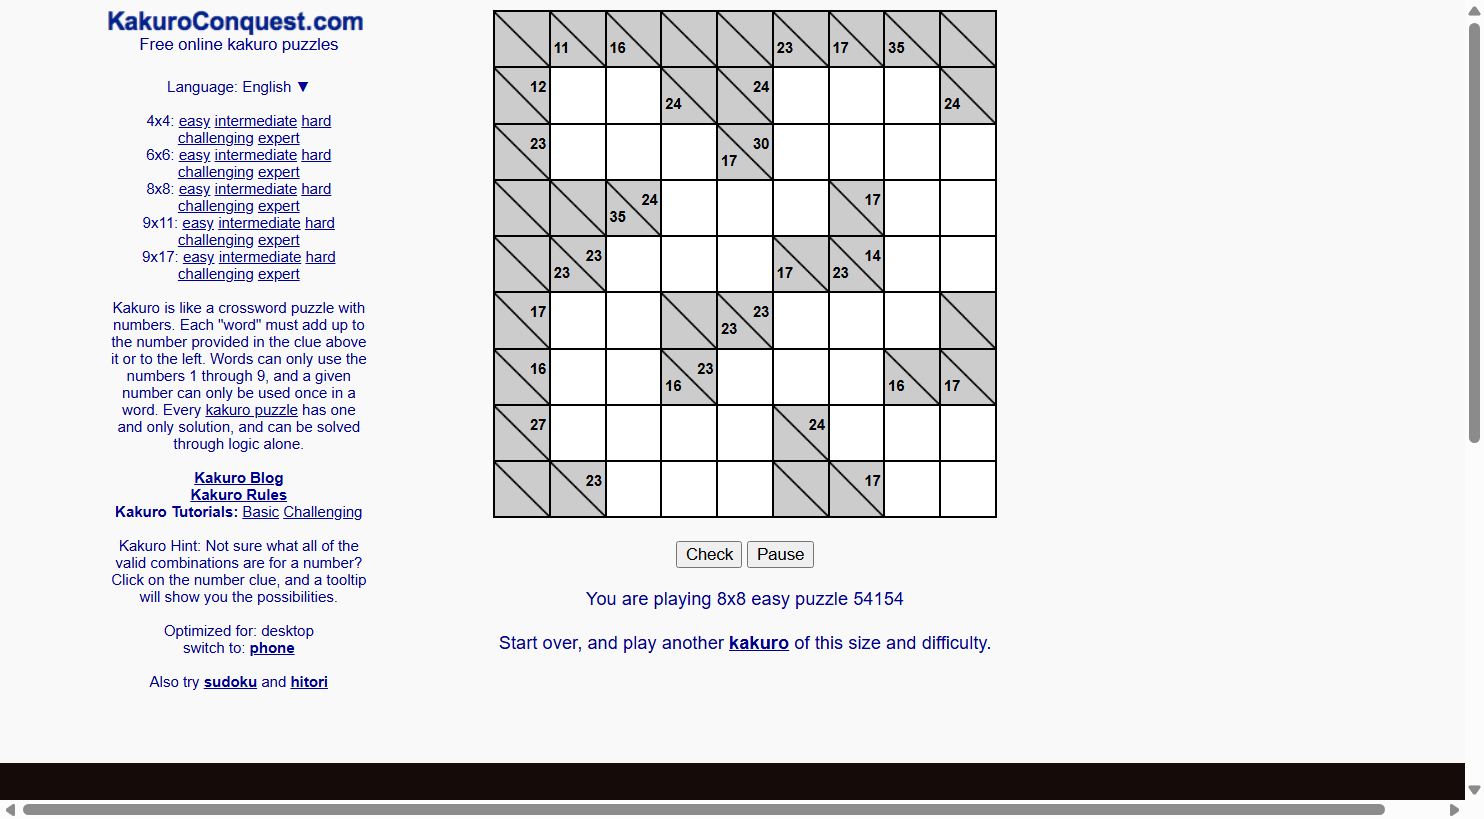 KakuroConquest.com
Free online kakuro puzzles
Language: English ▼
4x4: easy intermediate hard
challenging expert
6x6: easy intermediate hard
challenging expert
8x8: easy intermediate hard
challenging expert
9x11: easy intermediate hard
challenging expert
9x17: easy intermediate hard
challenging expert
Kakuro is like a crossword puzzle with
numbers. Each "word" must add up to
the number provided in the clue above
it or to the left. Words can only use the
numbers 1 through 9, and a given
number can only be used once in a
word. Every kakuro puzzle has one
and only solution, and can be solved
through logic alone.
Kakuro Blog
Kakuro Rules
Kakuro Tutorials: Basic Challenging
Kakuro Hint: Not sure what all of the
valid combinations are for a number?
Click on the number clue, and a tooltip
will show you the possibilities.
Optimized for: desktop
switch to: phone
Also try sudoku and hitori
11 16 23 17 35
12 24 24 24
23 17 30
35 24 17
23 23 17 23 14
17 23 23
16 16 23 16 17
27 24
23 17
Check Pause
You are playing 8x8 easy puzzle 54154
Start over, and play another kakuro of this size and difficulty.